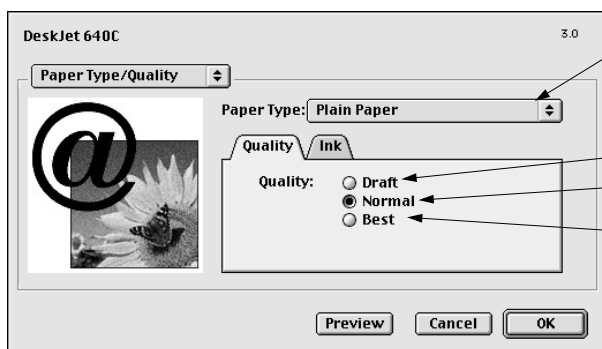 DeskJet 640C 3.0
Paper Type/Quality
Paper Type: Plain Paper
Quality Ink
Quality: Draft
Normal
Best
@
Preview Cancel OK